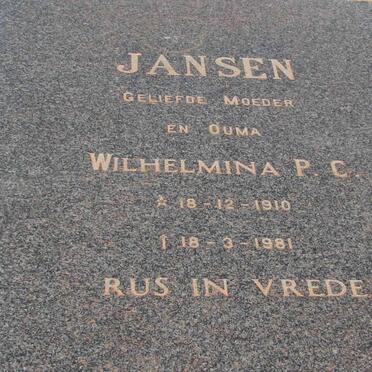 JANSEN
GELIEFDE MOEDER
EN OUMA
WILHELMINA P. C.
* 18-12-1910
† 18-3-1981
RUS IN VREDE